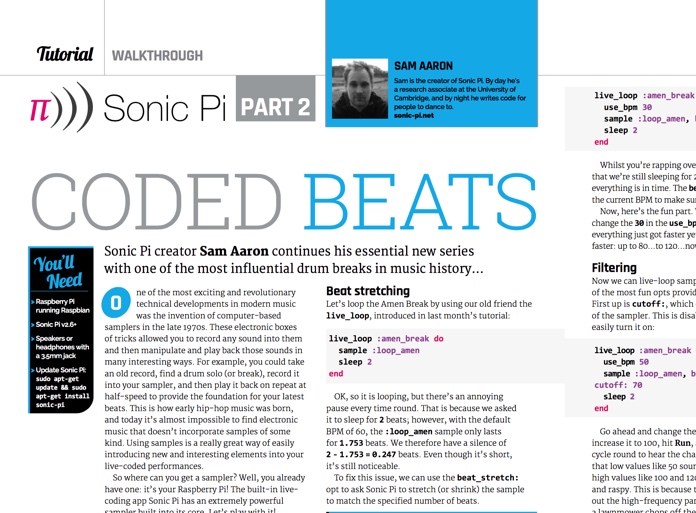 Tutorial
WALKTHROUGH
SAM AARON
Sam is the creator of Sonic Pi. By day he's
a research associate at the University of
Cambridge, and by night he writes code for
people to dance to.
sonic-pi.net
π))) Sonic Pi PART 2
CODED BEATS
Sonic Pi creator Sam Aaron continues his essential new series
with one of the most influential drum breaks in music history…
You'll
Need
> Raspberry Pi
running Raspbian
> Sonic Pi v2.6+
> Speakers or
headphones with
a 3.5mm jack
> Update Sonic Pi:
sudo apt-get
update && sudo
apt-get install
sonic-pi
One of the most exciting and revolutionary
technical developments in modern music
was the invention of computer-based
samplers in the late 1970s. These electronic boxes
of tricks allowed you to record any sound into them
and then manipulate and play back those sounds in
many interesting ways. For example, you could take
an old record, find a drum solo (or break), record it
into your sampler, and then play it back on repeat at
half-speed to provide the foundation for your latest
beats. This is how early hip-hop music was born,
and today it's almost impossible to find electronic
music that doesn't incorporate samples of some
kind. Using samples is a really great way of easily
introducing new and interesting elements into your
live-coded performances.
So where can you get a sampler? Well, you already
have one: it's your Raspberry Pi! The built-in live-
coding app Sonic Pi has an extremely powerful
sampler built into its core. Let's play with it!
Beat stretching
Let's loop the Amen Break by using our old friend the
live_loop, introduced in last month's tutorial:
live_loop :amen_break do
sample :loop_amen
sleep 2
end
OK, so it is looping, but there's an annoying
pause every time round. That is because we asked
it to sleep for 2 beats; however, with the default
BPM of 60, the :loop_amen sample only lasts
for 1.753 beats. We therefore have a silence of
2 - 1.753 = 0.247 beats. Even though it's short,
it's still noticeable.
To fix this issue, we can use the beat_stretch:
opt to ask Sonic Pi to stretch (or shrink) the sample
to match the specified number of beats.
live_loop :amen_break
use_bpm 30
sample :loop_amen,
sleep 2
end
Whilst you're rapping ove
that we're still sleeping for 2
everything is in time. The be
the current BPM to make su
Now, here's the fun part.
change the 30 in the use_bp
everything just got faster ye
faster: up to 80…to 120…no
Filtering
Now we can live-loop samp
of the most fun opts provid
First up is cutoff:, which
of the sampler. This is disa
easily turn it on:
live_loop :amen_break
use_bpm 50
sample :loop_amen, b
cutoff: 70
sleep 2
end
Go ahead and change the
increase it to 100, hit Run,
cycle round to hear the cha
that low values like 50 sour
high values like 100 and 120
and raspy. This is because t
out the high-frequency par
a lawnmower chops off the